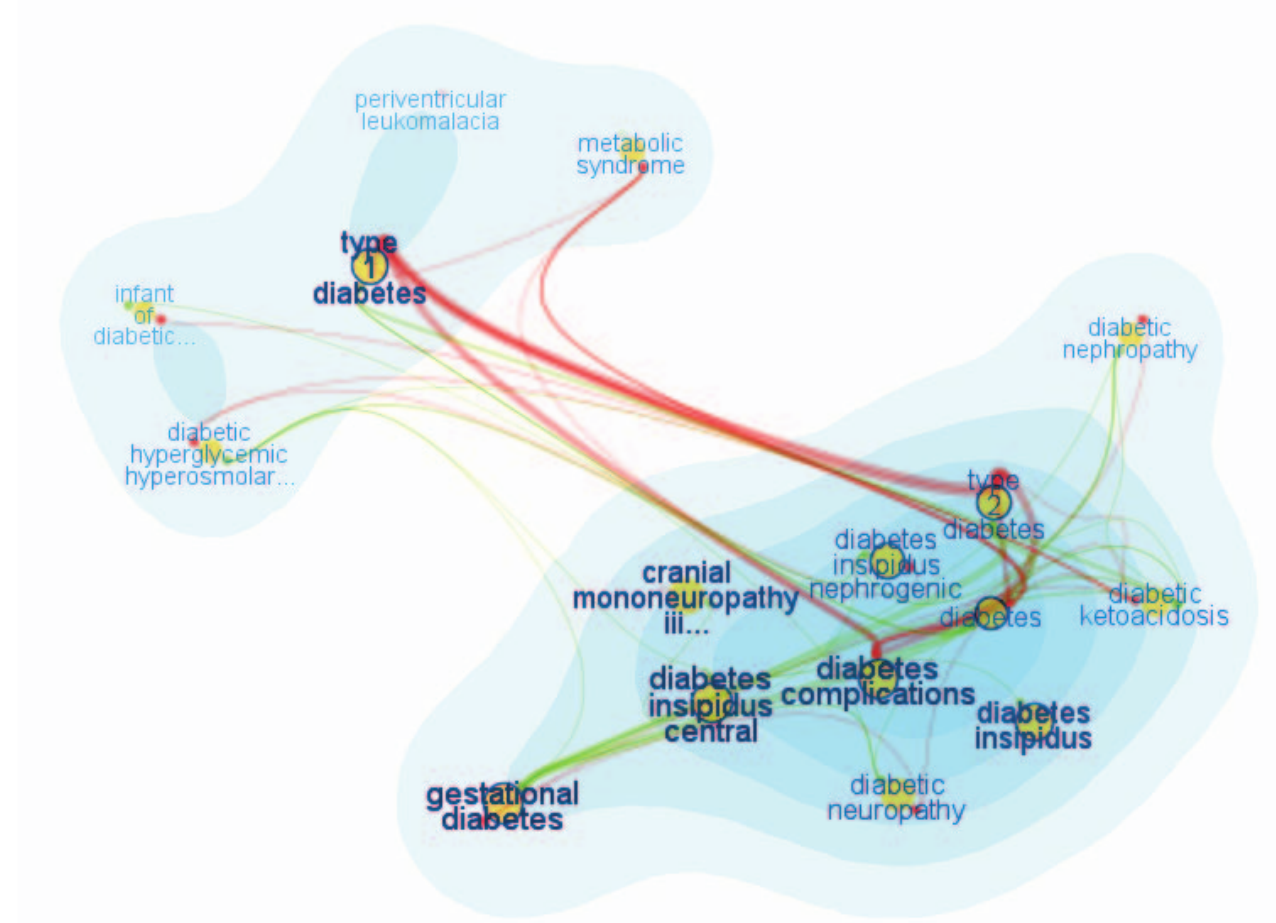 periventricular
leukomalacia
metabolic
syndrome
type
1
diabetes
infant
of
diabetic...
diabetic
nephropathy
diabetic
hyperglycemic
hyperosmolar...
type
2
diabetes
diabetes
insipidus
nephrogenic
cranial
mononeuropathy
iii...
diabetes
diabetic
ketoacidosis
diabetes
insipidus
central
diabetes
complications
diabetes
insipidus
gestational
diabetes
diabetic
neuropathy